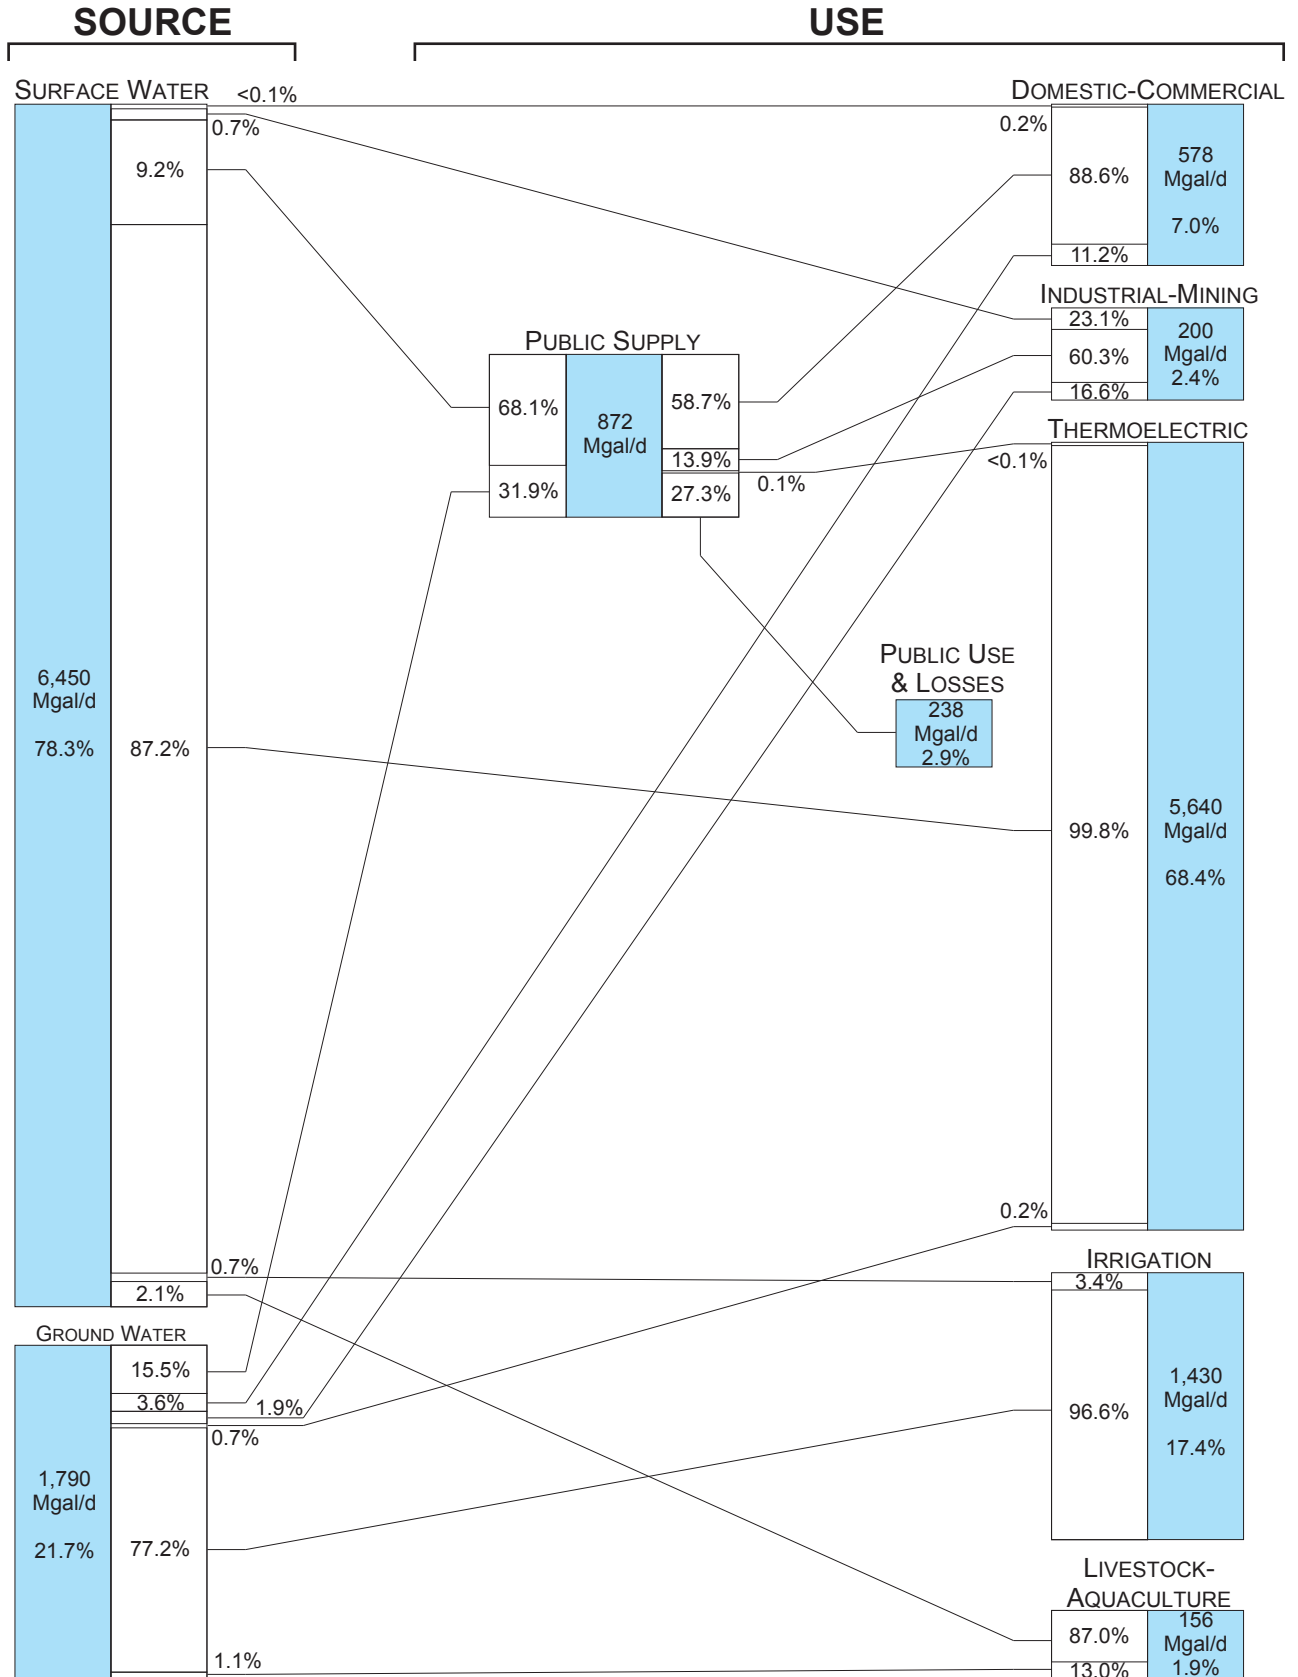 SOURCE
USE
SURFACE WATER
<0.1%
0.7%
9.2%
6,450
Mgal/d
78.3%
87.2%
0.7%
2.1%
GROUND WATER
15.5%
3.6%
1.9%
0.7%
1,790
Mgal/d
21.7%
77.2%
1.1%
PUBLIC SUPPLY
68.1%
31.9%
872
Mgal/d
58.7%
13.9%
0.1%
27.3%
PUBLIC USE
& LOSSES
238
Mgal/d
2.9%
DOMESTIC-COMMERCIAL
0.2%
88.6%
11.2%
578
Mgal/d
7.0%
INDUSTRIAL-MINING
23.1%
60.3%
16.6%
200
Mgal/d
2.4%
THERMOELECTRIC
<0.1%
99.8%
0.2%
5,640
Mgal/d
68.4%
IRRIGATION
3.4%
96.6%
1,430
Mgal/d
17.4%
LIVESTOCK-
AQUACULTURE
87.0%
13.0%
156
Mgal/d
1.9%